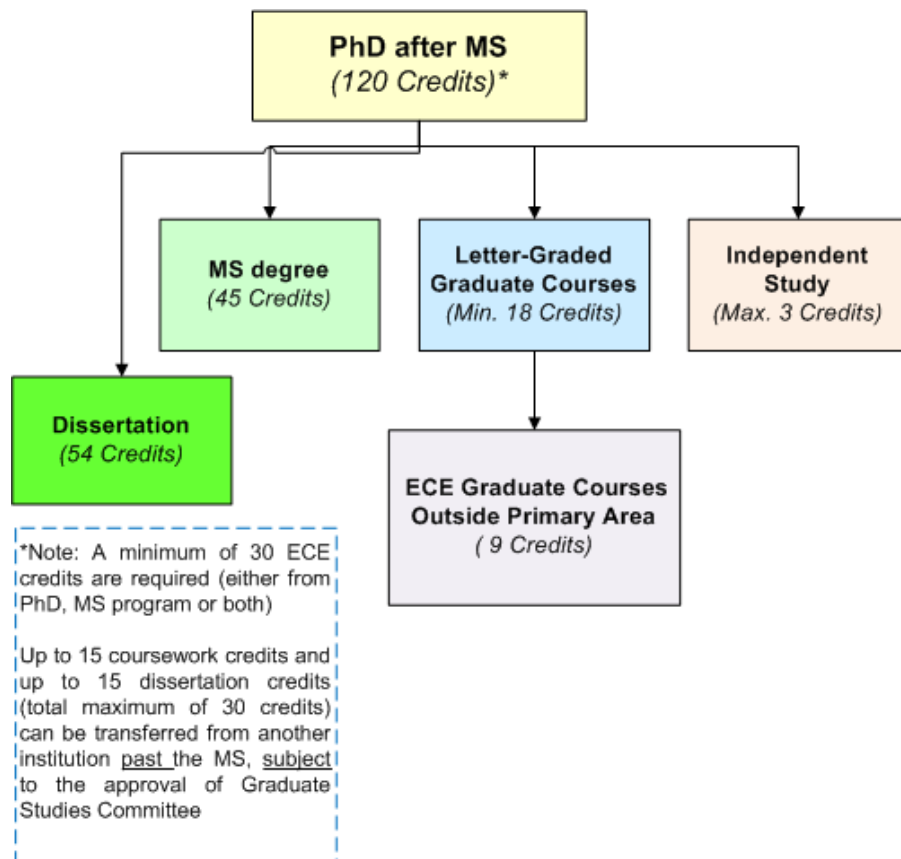 PhD after MS
(120 Credits)*
MS degree
(45 Credits)
Letter-Graded
Graduate Courses
(Min. 18 Credits)
Independent
Study
(Max. 3 Credits)
Dissertation
(54 Credits)
ECE Graduate Courses
Outside Primary Area
( 9 Credits)
*Note: A minimum of 30 ECE
credits are required (either from
PhD, MS program or both)
Up to 15 coursework credits and
up to 15 dissertation credits
(total maximum of 30 credits)
can be transferred from another
institution past the MS, subject
to the approval of Graduate
Studies Committee